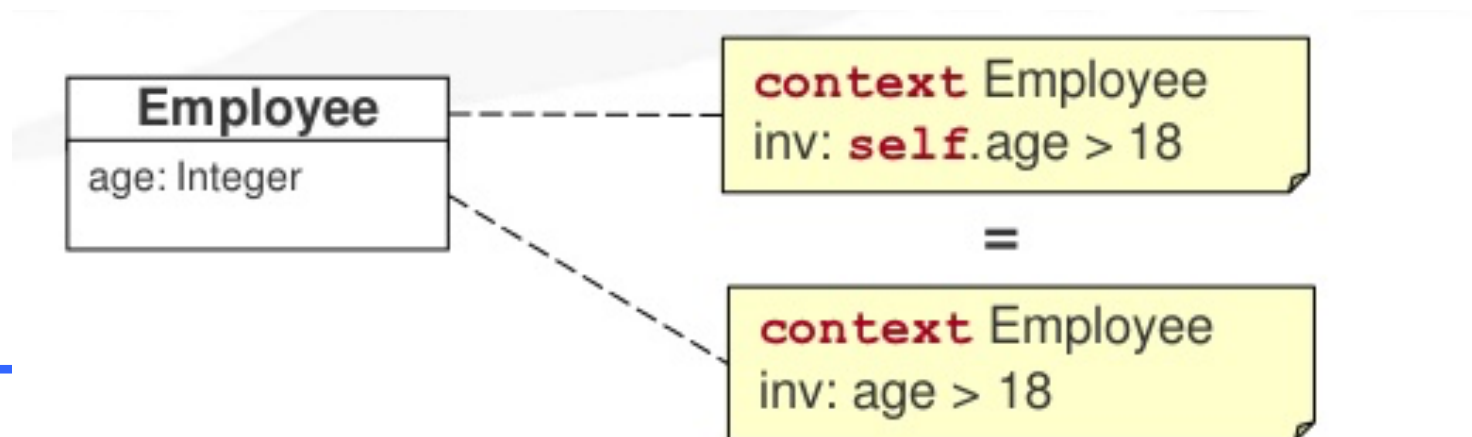 Employee
age: Integer
context Employee
inv: self.age > 18
=
context Employee
inv: age > 18